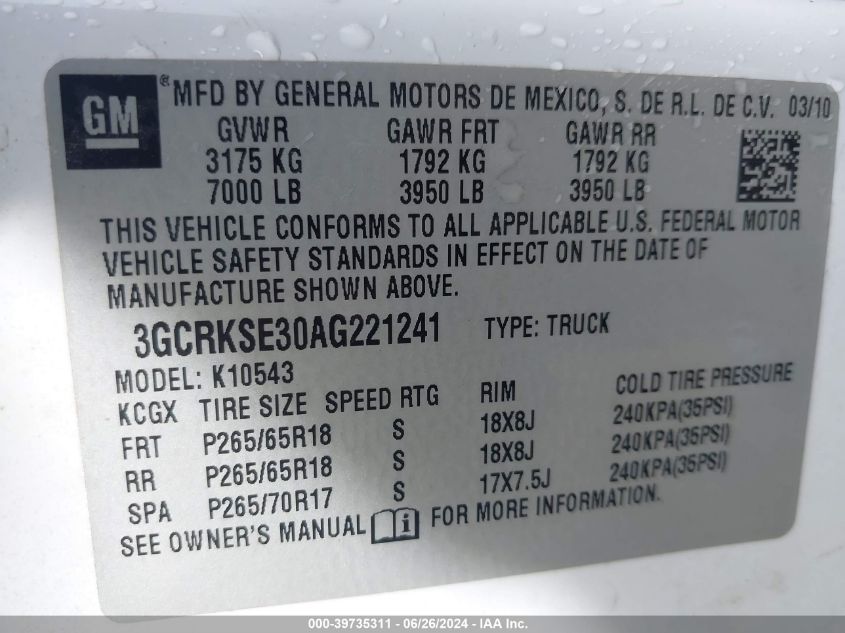 GM
® MFD BY GENERAL MOTORS DE MEXICO, S. DE R.L. DE C.V. 03/10
GVWR GAWR FRT GAWR RR
3175 KG 1792 KG 1792 KG
7000 LB 3950 LB 3950 LB
THIS VEHICLE CONFORMS TO ALL APPLICABLE U.S. FEDERAL MOTOR
VEHICLE SAFETY STANDARDS IN EFFECT ON THE DATE OF
MANUFACTURE SHOWN ABOVE.
3GCRKSE30AG221241 TYPE: TRUCK
MODEL: K10543
KCGX TIRE SIZE SPEED RTG RIM COLD TIRE PRESSURE
FRT P265/65R18 S 18X8J 240KPA(35PSI)
RR P265/65R18 S 18X8J 240KPA(35PSI)
SPA P265/70R17 S 17X7.5J 240KPA(35PSI)
SEE OWNER'S MANUAL i FOR MORE INFORMATION.
000-39735311 - 06/26/2024 - IAA Inc.